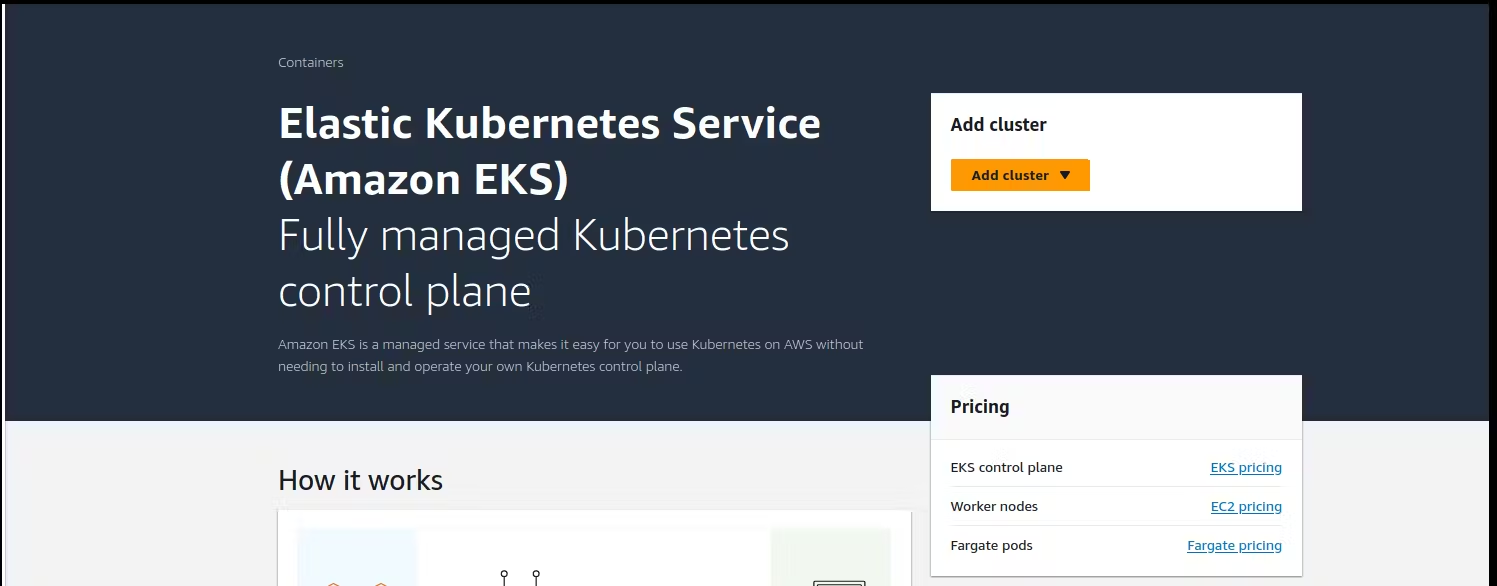 Containers
Elastic Kubernetes Service
(Amazon EKS)
Fully managed Kubernetes
control plane
Amazon EKS is a managed service that makes it easy for you to use Kubernetes on AWS without
needing to install and operate your own Kubernetes control plane.
Add cluster
Add cluster
Pricing
EKS control plane EKS pricing
Worker nodes EC2 pricing
Fargate pods Fargate pricing
How it works